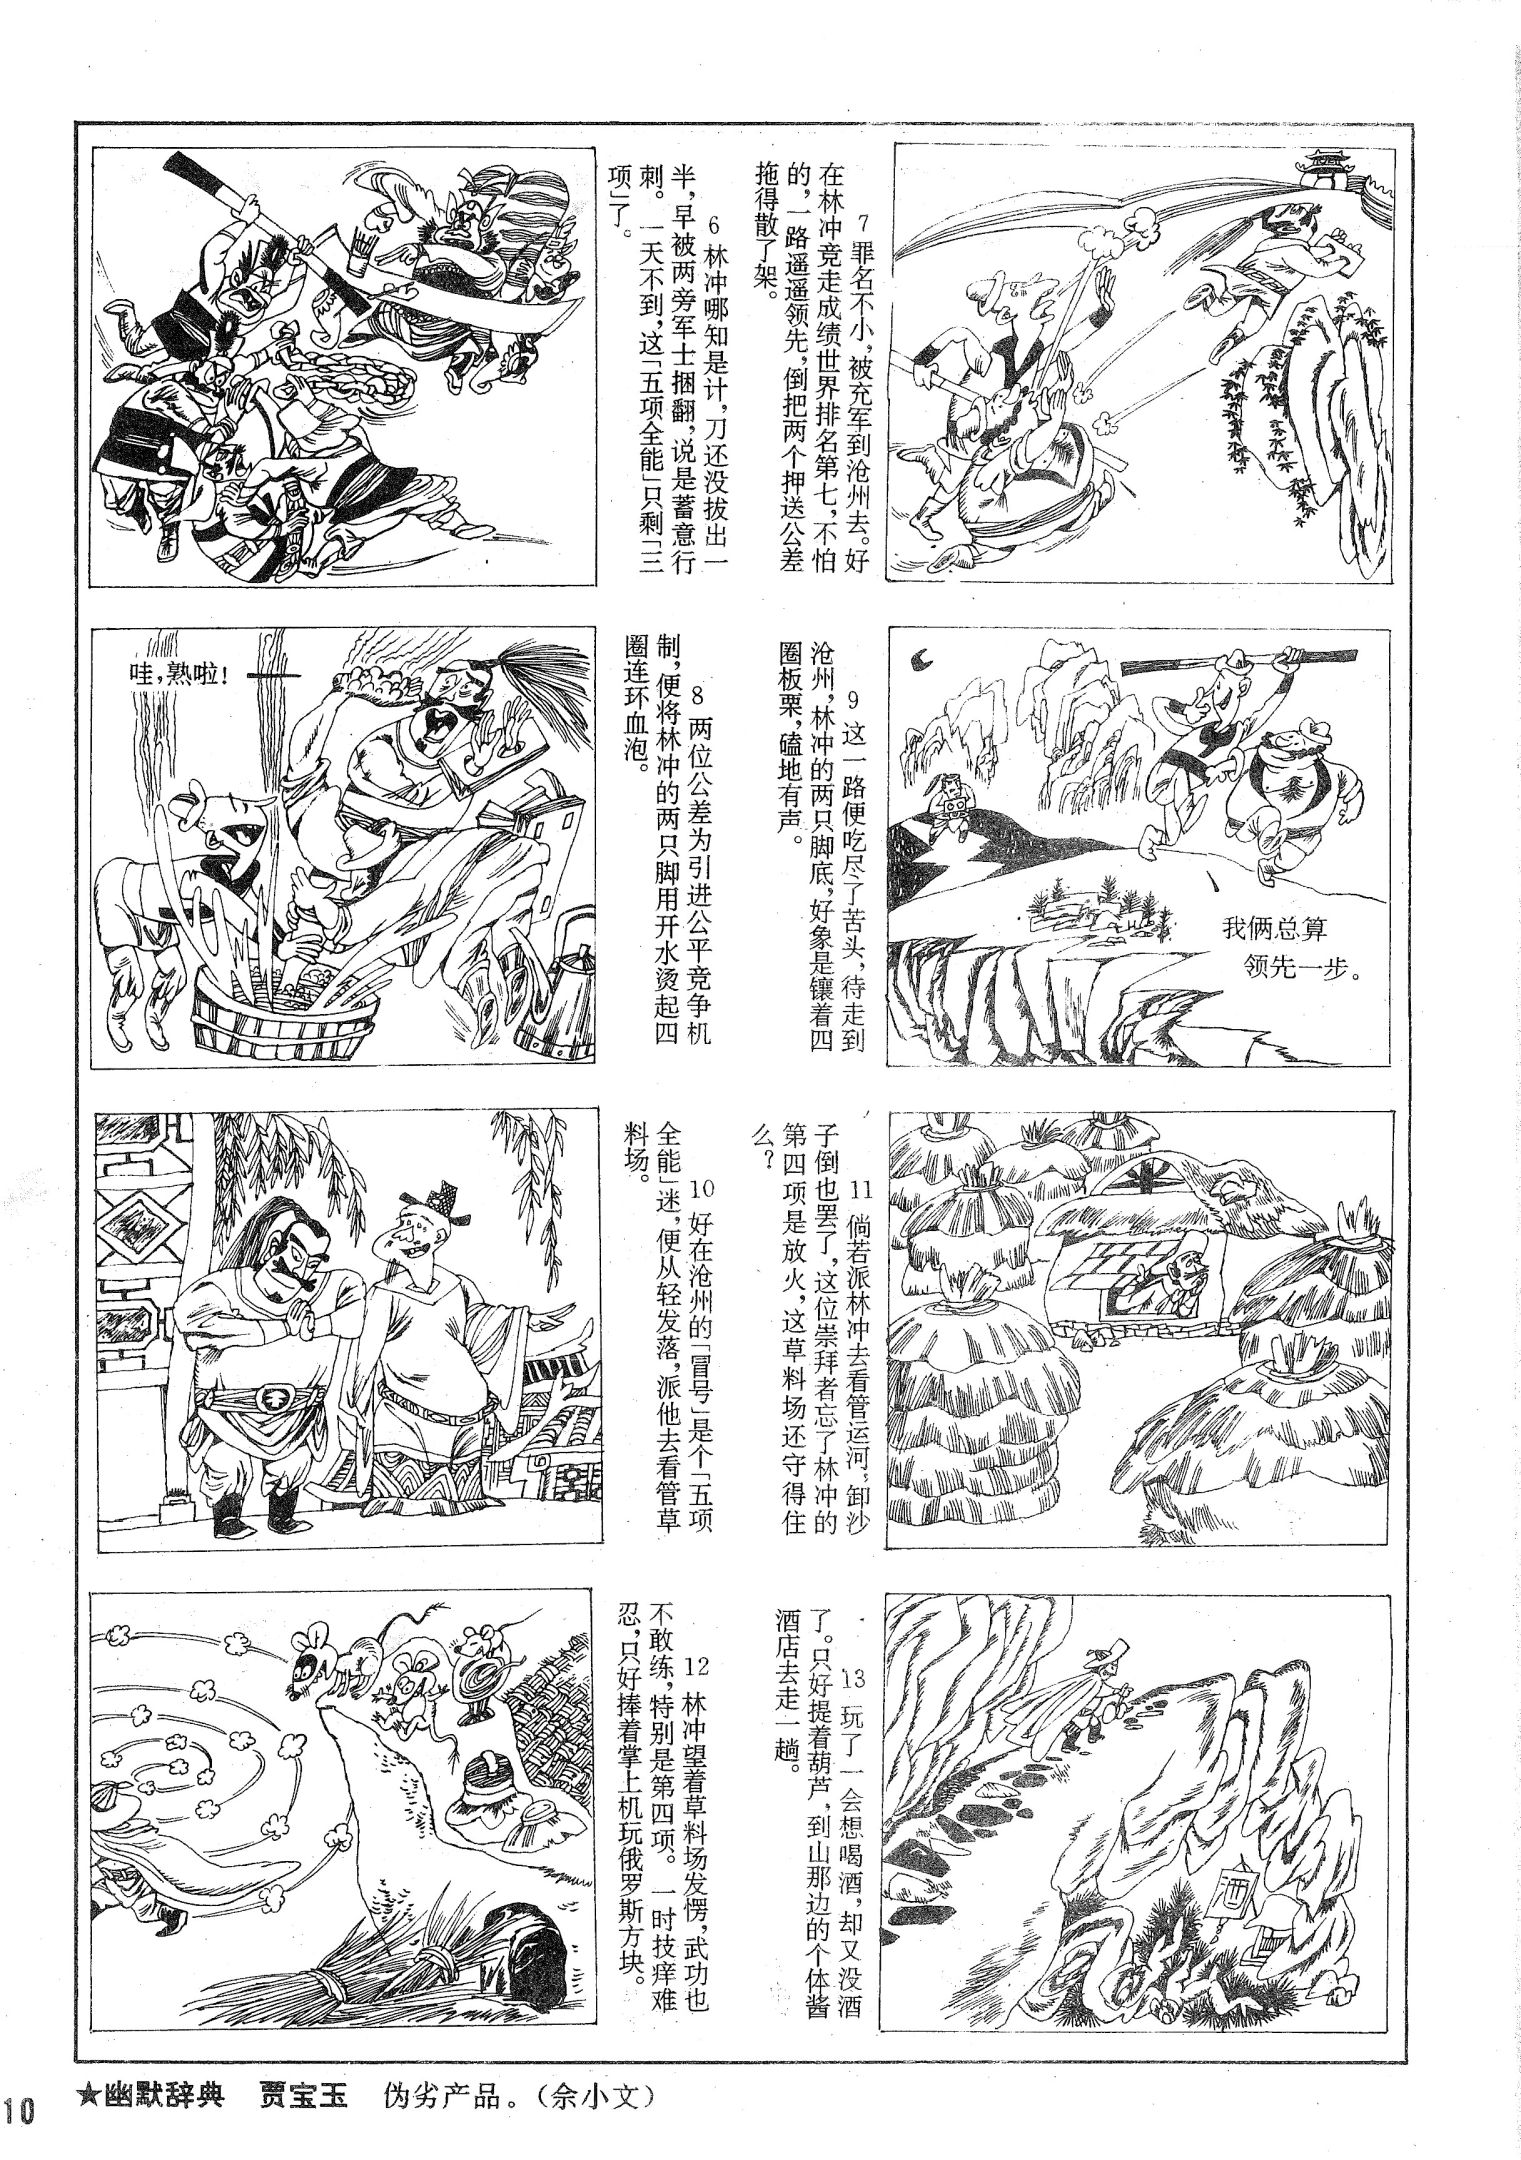 6 林冲哪知是计，刀还没拔出一
半，早被两旁军士捆翻，说是蓄意行
刺。一天不到，这「五项全能」只剩「三
项」了。
7 罪名不小，被充军到沧州去。好
在林冲竞走成绩世界排名第七，不怕
的，一路遥遥领先，倒把两个押送公差
拖得散了架。
哇，熟啦！
8 两位公差为引进公平竞争机
制，便将林冲的两只脚用开水烫起四
圈连环血泡。
9 这一路便吃尽了苦头，待走到
沧州，林冲的两只脚底，好象是镶着四
圈板栗，磕地有声。
我俩总算
领先一步。
10 好在沧州的「冒号」是个「五项
全能」迷，便从轻发落，派他去看管草
料场。
11 倘若派林冲去看管运河，卸沙
子倒也罢了，这位崇拜者忘了林冲的
第四项是放火，这草料场还守得住
么？
12 林冲望着草料场发愣，武功也
不敢练，特别是第四项。一时技痒难
忍，只好捧着掌上机玩俄罗斯方块。
13 玩了一会想喝酒，却又没酒
了。只好提着葫芦，到山那边的个体酱
酒店去走一趟。
酒
★幽默辞典 贾宝玉 伪劣产品。（余小文）
10